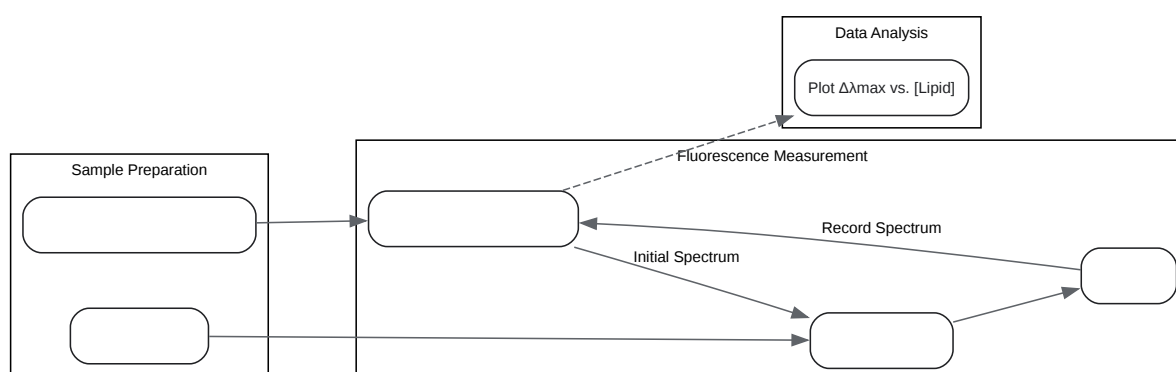 Data Analysis
Plot Δλmax vs. [Lipid]
Sample Preparation
Fluorescence Measurement
Record Spectrum
Initial Spectrum